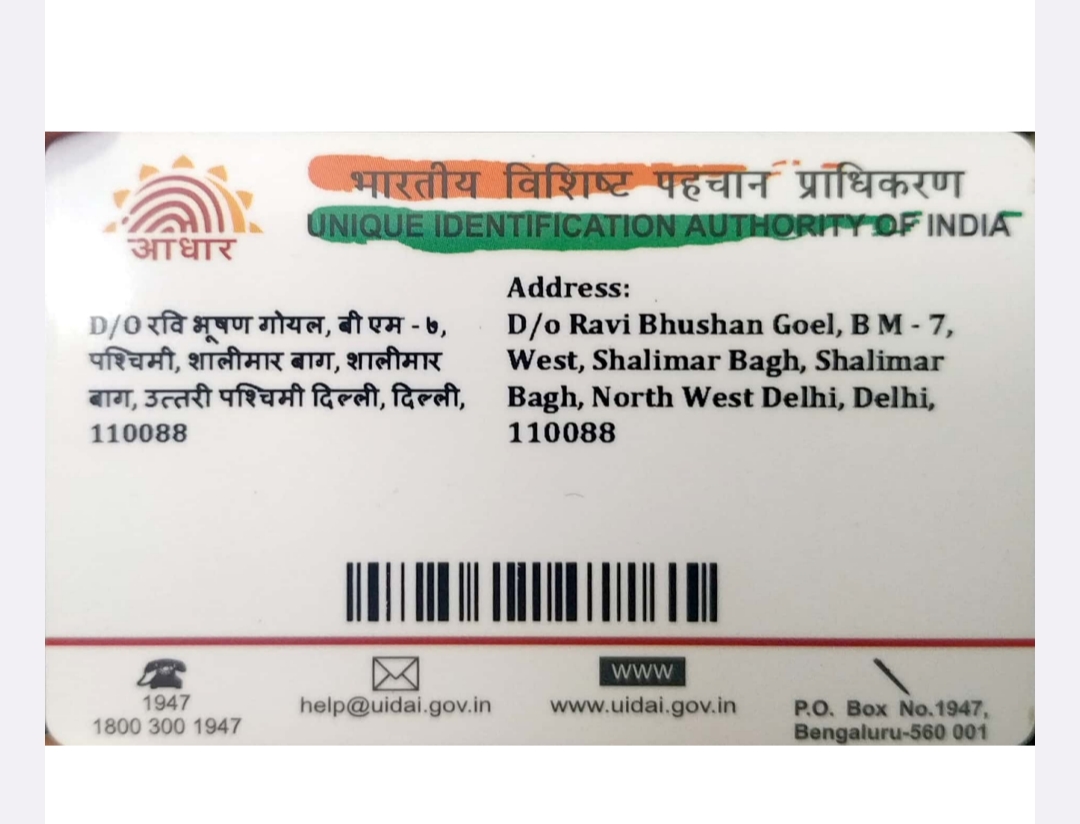 भारतीय विशिष्ट पहचान प्राधिकरण
UNIQUE IDENTIFICATION AUTHORITY OF INDIA
आधार
D/O रवि भूषण गोयल, बी एम - ७,
पश्चिमी, शालीमार बाग, शालीमार
बाग, उत्तरी पश्चिमी दिल्ली, दिल्ली,
110088
Address:
D/o Ravi Bhushan Goel, B M - 7,
West, Shalimar Bagh, Shalimar
Bagh, North West Delhi, Delhi,
110088
1947
1800 300 1947
help@uidai.gov.in
www
www.uidai.gov.in
P.O. Box No.1947,
Bengaluru-560 001